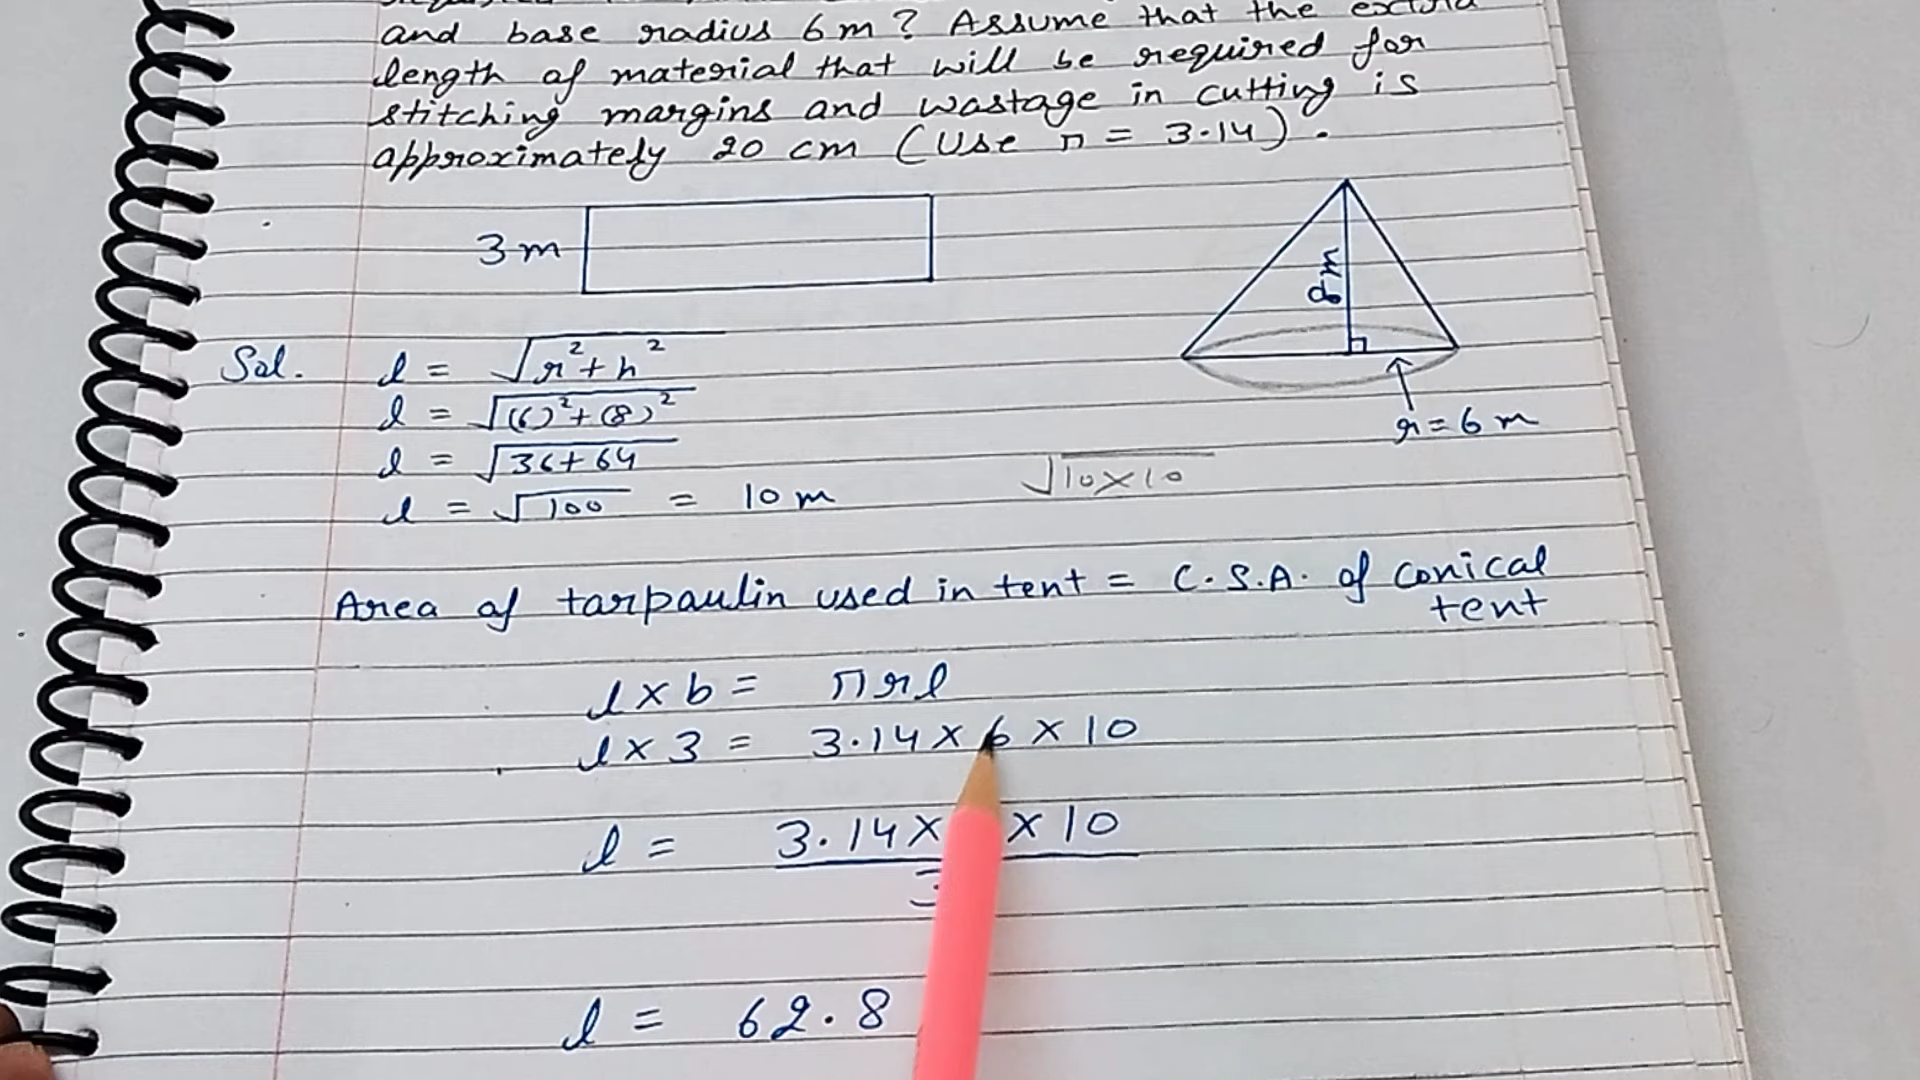 and base radius 6m? Assume that the extra
length of material that will be required for
stitching margins and wastage in cutting is
approximately 20 cm (Use π = 3.14).
3m
8m
r = 6 m
Sol. l = √r²+h²
l = √(6)²+(8)²
l = √36+64
√10×10
l = √100 = 10 m
Area of tarpaulin used in tent = C.S.A. of conical
tent
l × b = πrl
l × 3 = 3.14 × 6 × 10
l = 3.14 × × 10
3
l = 62.8